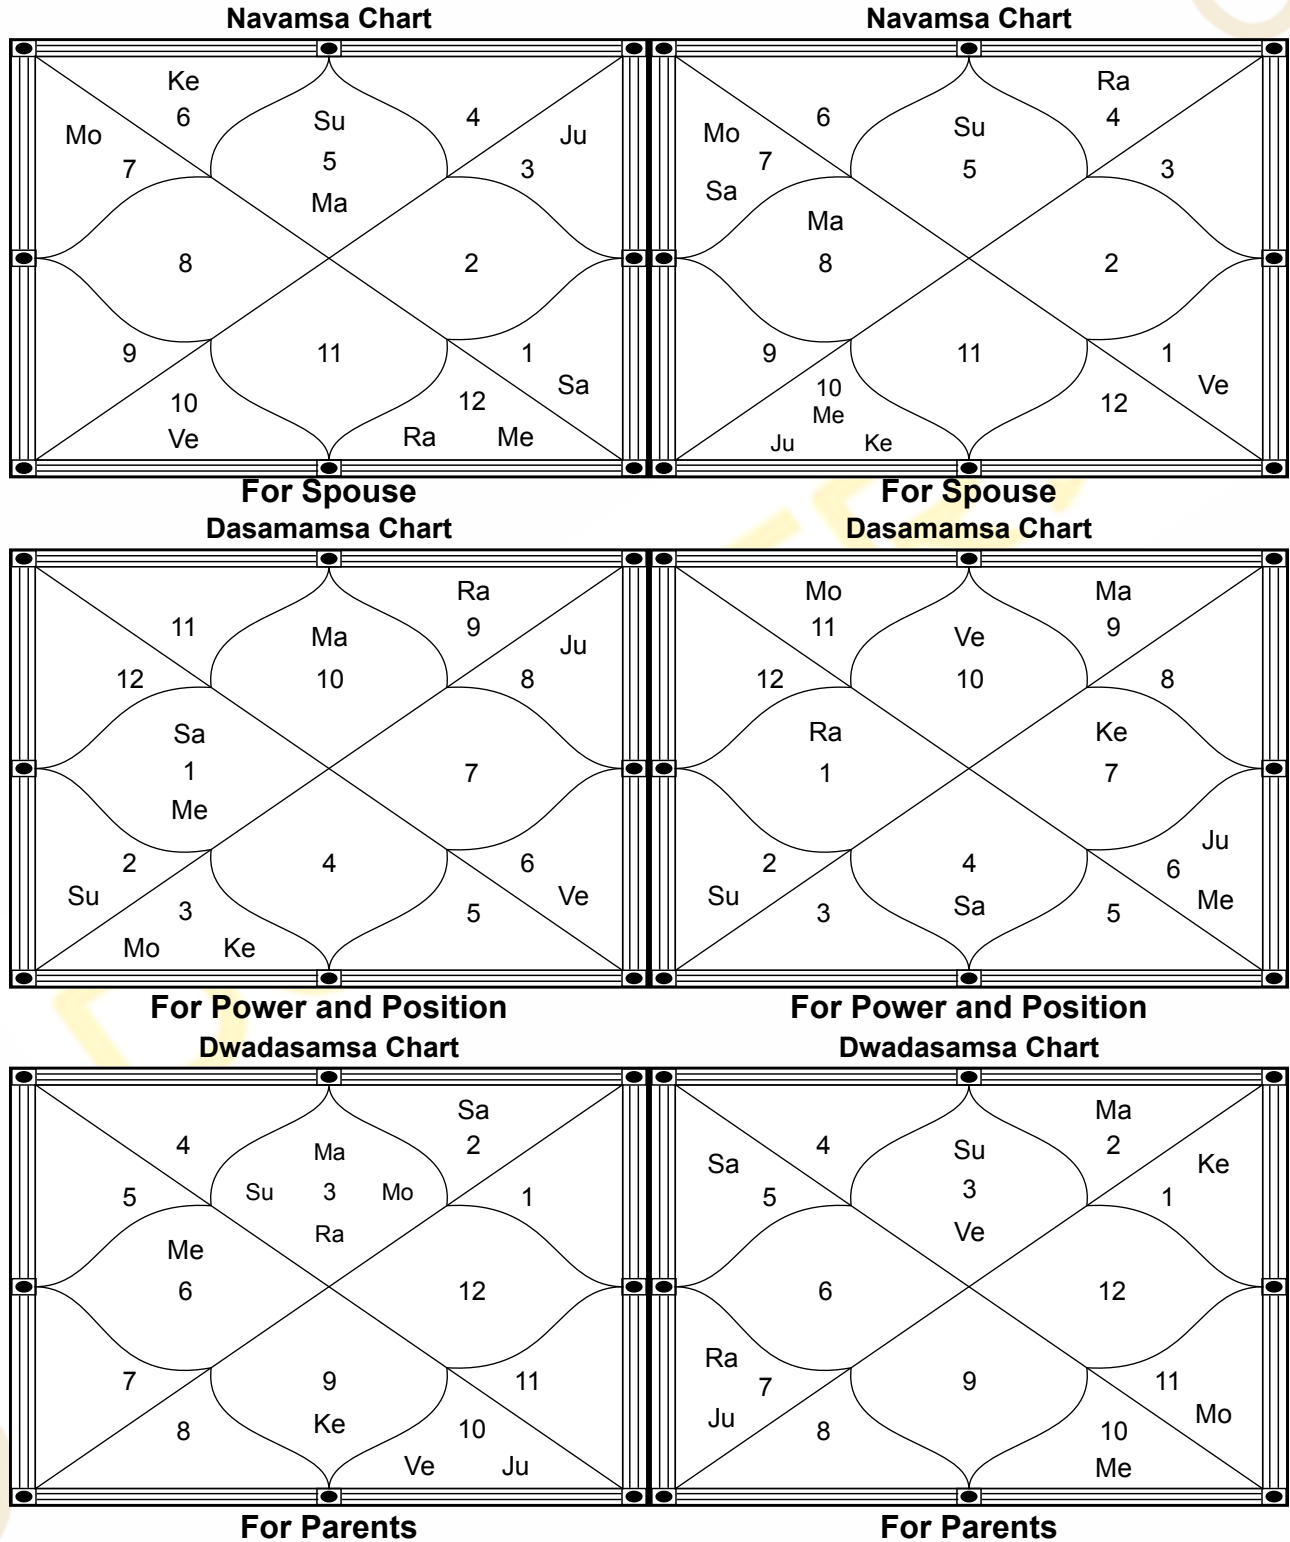 Navamsa Chart Navamsa Chart
Ke Ra
6 Su 4 6 Su 4
Mo Ju Mo
7 5 3 7 5 3
Ma Sa
Ma
8 2 8 2
9 11 1 9 11 1
Sa Ve
10 12 10 12
Me
Ve Ra Me Ju Ke
For Spouse For Spouse
Dasamamsa Chart Dasamamsa Chart
Ra Mo Ma
11 Ma 9 11 Ve 9
Ju
12 10 8 12 10 8
Sa Ra Ke
1 7 1 7
Me
Ju
2 4 6 2 4 6
Su Ve Su Sa Me
3 5 3 5
Mo Ke
For Power and Position For Power and Position
Dwadasamsa Chart Dwadasamsa Chart
Sa Ma
4 Ma 2 4 Su 2
Sa Ke
5 Su 3 Mo 1 5 3 1
Ra Ve
Me
6 12 6 12
Ra
7 9 11 7 9 11
Ke Ju Mo
8 10 8 10
Ve Ju Me
For Parents For Parents